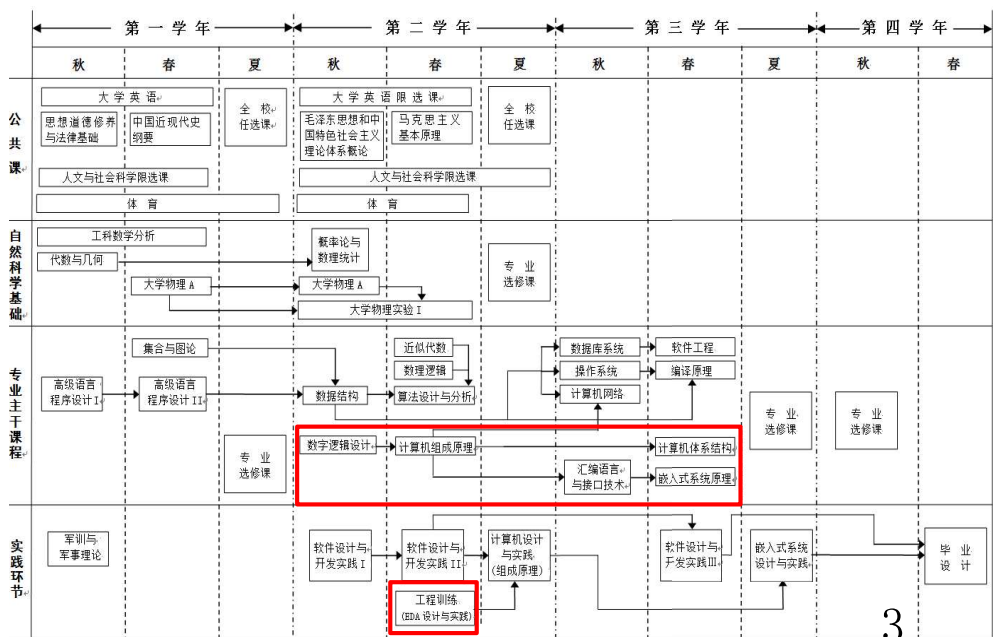 第 一 学 年
第 二 学 年
第 三 学 年
第 四 学 年
秋
春
夏
秋
春
夏
秋
春
夏
秋
春
公
共
课
大 学 英 语
全 校
任选课
大 学 英 语 限 选 课
全 校
任选课
思想道德修养
与法律基础
中国近现代史
纲要
毛泽东思想和中
国特色社会主义
理论体系概论
马克思主义
基本原理
人文与社会科学限选课
人文与社会科学限选课
体 育
体 育
自
然
科
学
基
础
工科数学分析
代数与几何
概率论与
数理统计
专 业
选修课
大学物理 A
大学物理 A
大学物理实验 I
专
业
主
干
课
程
集合与图论
近似代数
数理逻辑
数据库系统
软件工程
操作系统
编译原理
高级语言
程序设计 I
高级语言
程序设计 II
数据结构
算法设计与分析
计算机网络
专 业
选修课
专 业
选修课
专 业
选修课
数字逻辑设计
计算机组成原理
计算机体系结构
汇编语言
与接口技术
嵌入式系统原理
实
践
环
节
军训与
军事理论
软件设计与
开发实践 I
软件设计与
开发实践 II
计算机设计
与实践
(组成原理)
软件设计与
开发实践 III
嵌入式系统
设计与实践
毕 业
设 计
工程训练
(EDA 设计与实践)
3